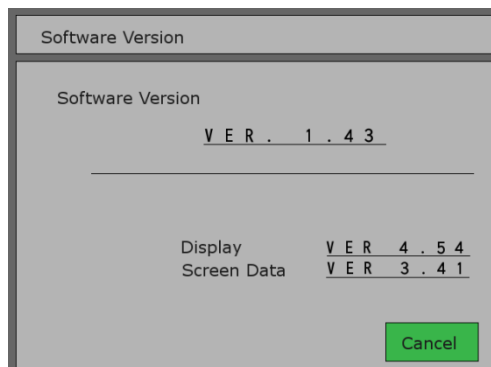 Software Version
Software Version
VER. 1.43
Display VER 4.54
Screen Data VER 3.41
Cancel